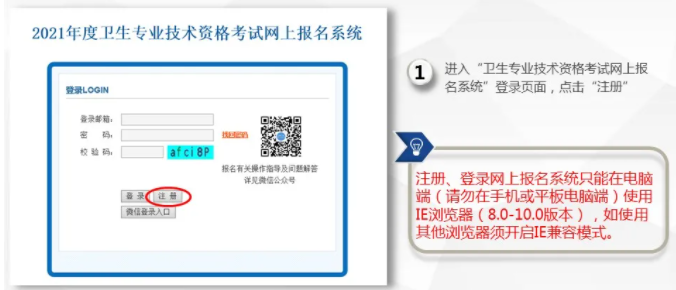 2021年度卫生专业技术资格考试网上报名系统
登录LOGIN
登录邮箱：
密 码：
找回密码
校 验 码：
afci8P
报名有关操作指导及问题解答
详见微信公众号
登 录
注 册
微信登录入口
1
进入“卫生专业技术资格考试网上报
名系统”登录页面，点击“注册”
注册、登录网上报名系统只能在电脑
端（请勿在手机或平板电脑端）使用
IE浏览器（8.0-10.0版本），如使用
其他浏览器须开启IE兼容模式。